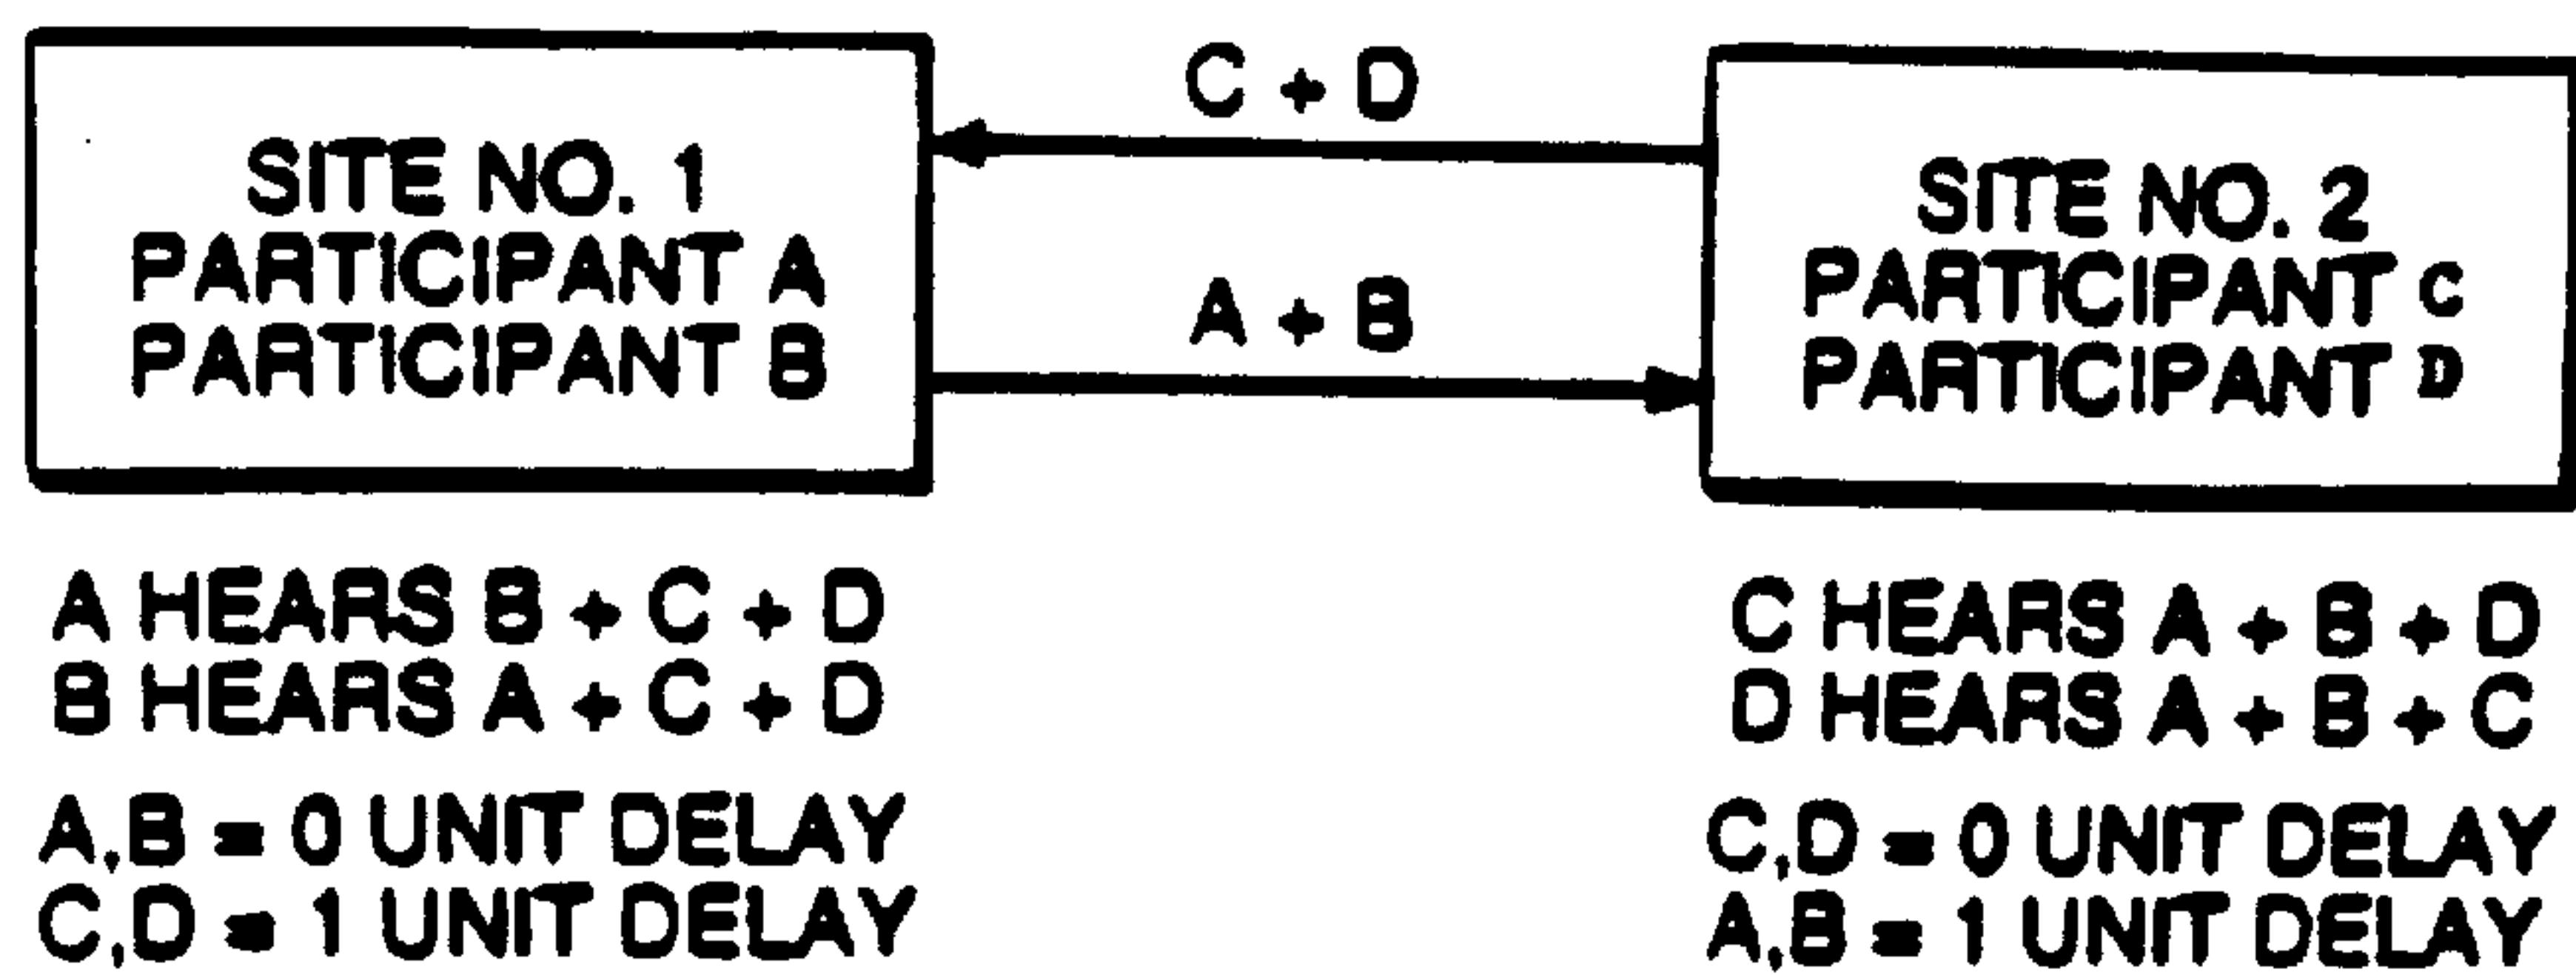 C + D
SITE NO. 1
PARTICIPANT A
PARTICIPANT B
A + B
SITE NO. 2
PARTICIPANT C
PARTICIPANT D
A HEARS B + C + D
B HEARS A + C + D
A,B = 0 UNIT DELAY
C,D = 1 UNIT DELAY
C HEARS A + B + D
D HEARS A + B + C
C,D = 0 UNIT DELAY
A,B = 1 UNIT DELAY